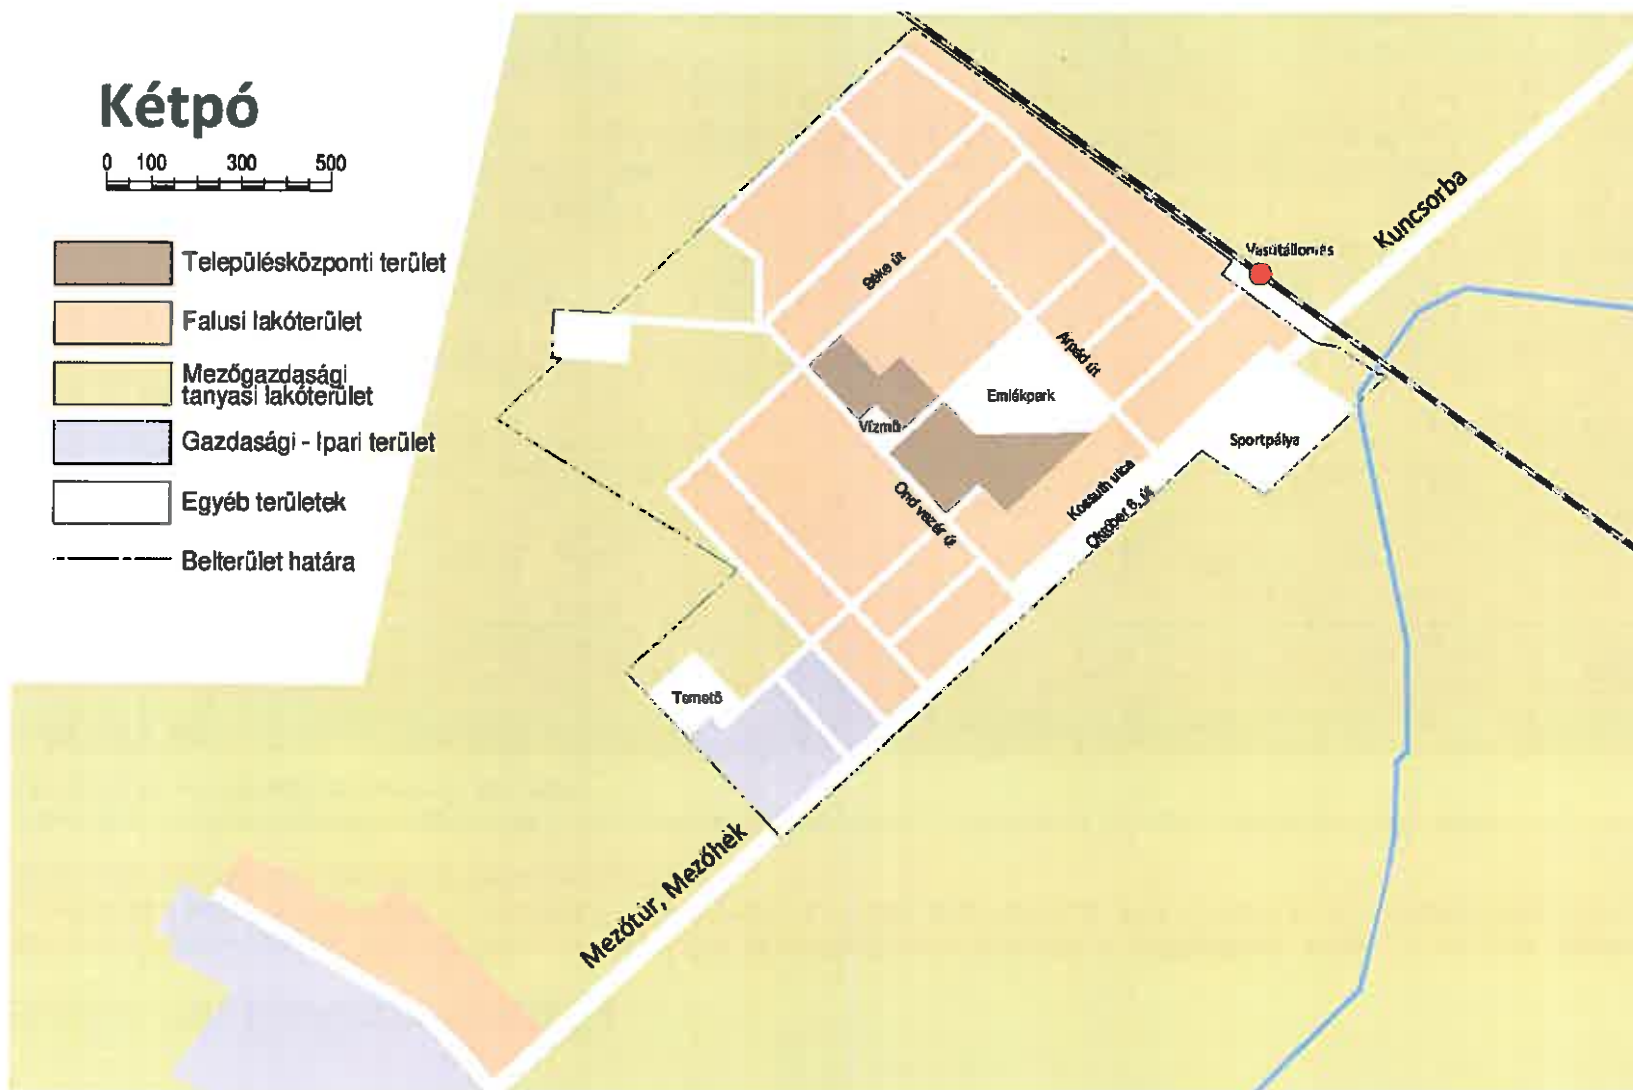 Kétpó
0 100 300 500
Településközponti terület
Falusi lakóterület
Mezőgazdasági
tanyasi lakóterület
Gazdasági - Ipari terület
Egyéb területek
Belterület határa
Kuncsorba
Vasútállomás
Béke út
Árpád út
Emlékpark
Vízmű
Sportpálya
Ond vezér ú.
Kossuth utca
Október 6. út
Temető
Mezőtúr, Mezőhék